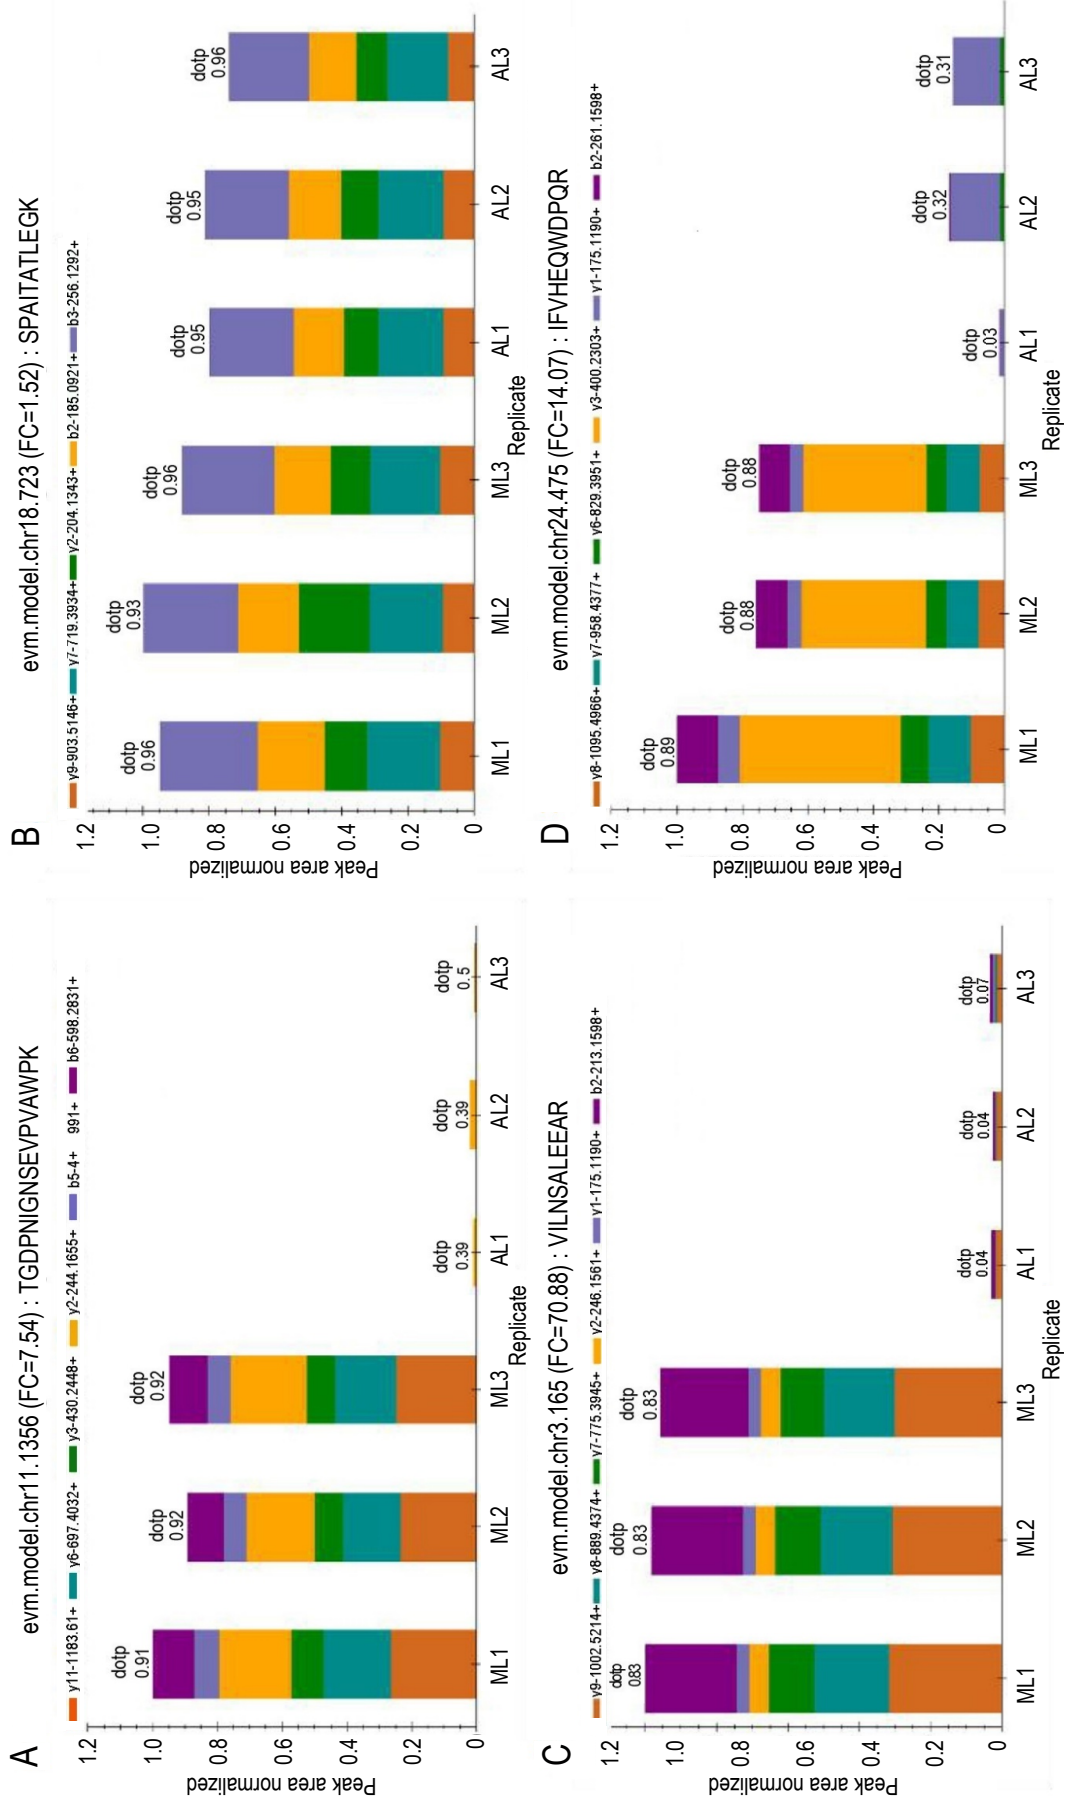 A
evm.model.chr11.1356 (FC=7.54) : TGDPNIGNSEVPVAWPK
y11-1183.61+ y6-697.4032+ y3-430.2448+ y2-244.1655+ b5-4+ 991+ b6-598.2831+
Peak area normalized
1.2
1.0
0.8
0.6
0.4
0.2
0
dotp
0.91
dotp
0.92
dotp
0.92
dotp
0.39
dotp
0.39
dotp
0.5
ML1 ML2 ML3 AL1 AL2 AL3
Replicate
B
evm.model.chr18.723 (FC=1.52) : SPAITATLEGK
y9-903.5146+ y7-719.3934+ y2-204.1343+ b2-185.0921+ b3-256.1292+
Peak area normalized
1.2
1.0
0.8
0.6
0.4
0.2
0
dotp
0.96
dotp
0.93
dotp
0.96
dotp
0.95
dotp
0.95
dotp
0.96
ML1 ML2 ML3 AL1 AL2 AL3
Replicate
C
evm.model.chr3.165 (FC=70.88) : VILNSALEEAR
y9-1002.5214+ y8-889.4374+ y7-775.3945+ y2-246.1561+ y1-175.1190+ b2-213.1598+
Peak area normalized
1.2
1.0
0.8
0.6
0.4
0.2
0
dotp
0.83
dotp
0.83
dotp
0.83
dotp
0.04
dotp
0.04
dotp
0.07
ML1 ML2 ML3 AL1 AL2 AL3
Replicate
D
evm.model.chr24.475 (FC=14.07) : IFVHEQWDPQR
y8-1095.4966+ y7-958.4377+ y6-829.3951+ y3-400.2303+ y1-175.1190+ b2-261.1598+
Peak area normalized
1.2
1.0
0.8
0.6
0.4
0.2
0
dotp
0.89
dotp
0.88
dotp
0.88
dotp
0.03
dotp
0.32
dotp
0.31
ML1 ML2 ML3 AL1 AL2 AL3
Replicate